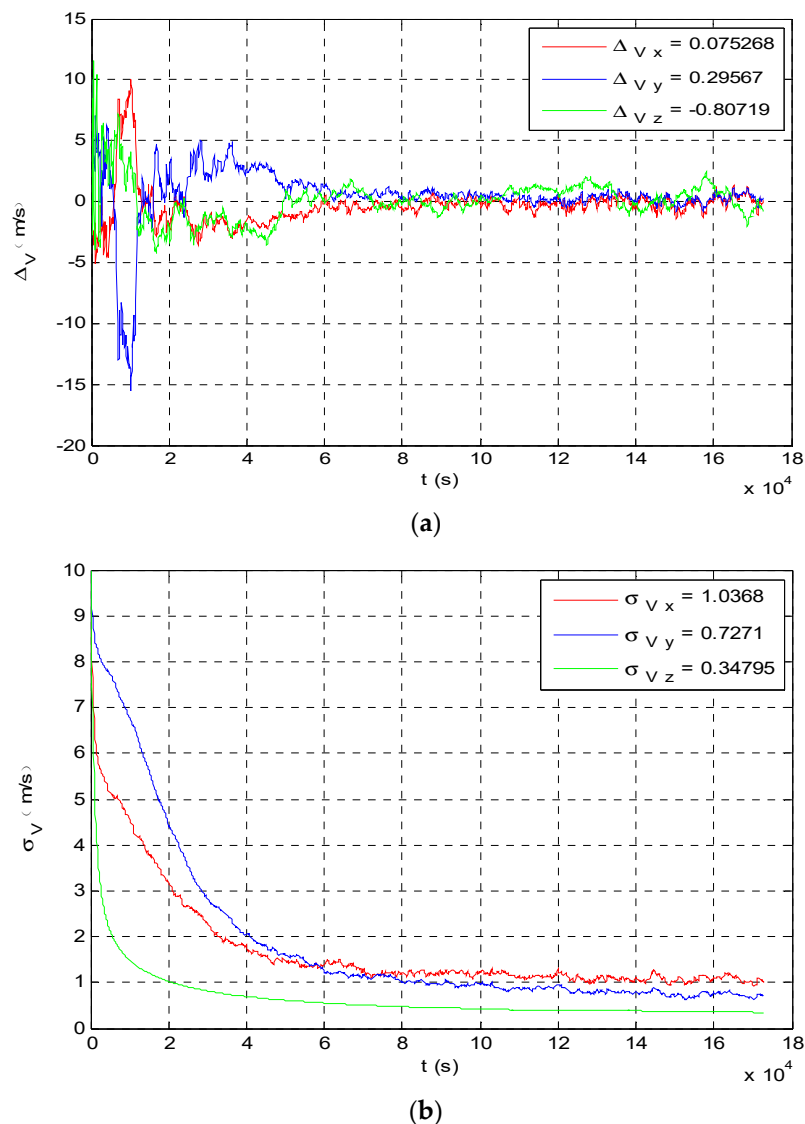 15
10
5
0
-5
-10
-15
-20
Δ_V (m/s)
Δ_V x = 0.075268
Δ_V y = 0.29567
Δ_V z = -0.80719
0 2 4 6 8 10 12 14 16 18
t (s)
x 10^4
(a)
10
9
8
7
6
5
4
3
2
1
0
σ_V (m/s)
σ_V x = 1.0368
σ_V y = 0.7271
σ_V z = 0.34795
0 2 4 6 8 10 12 14 16 18
t (s)
x 10^4
(b)